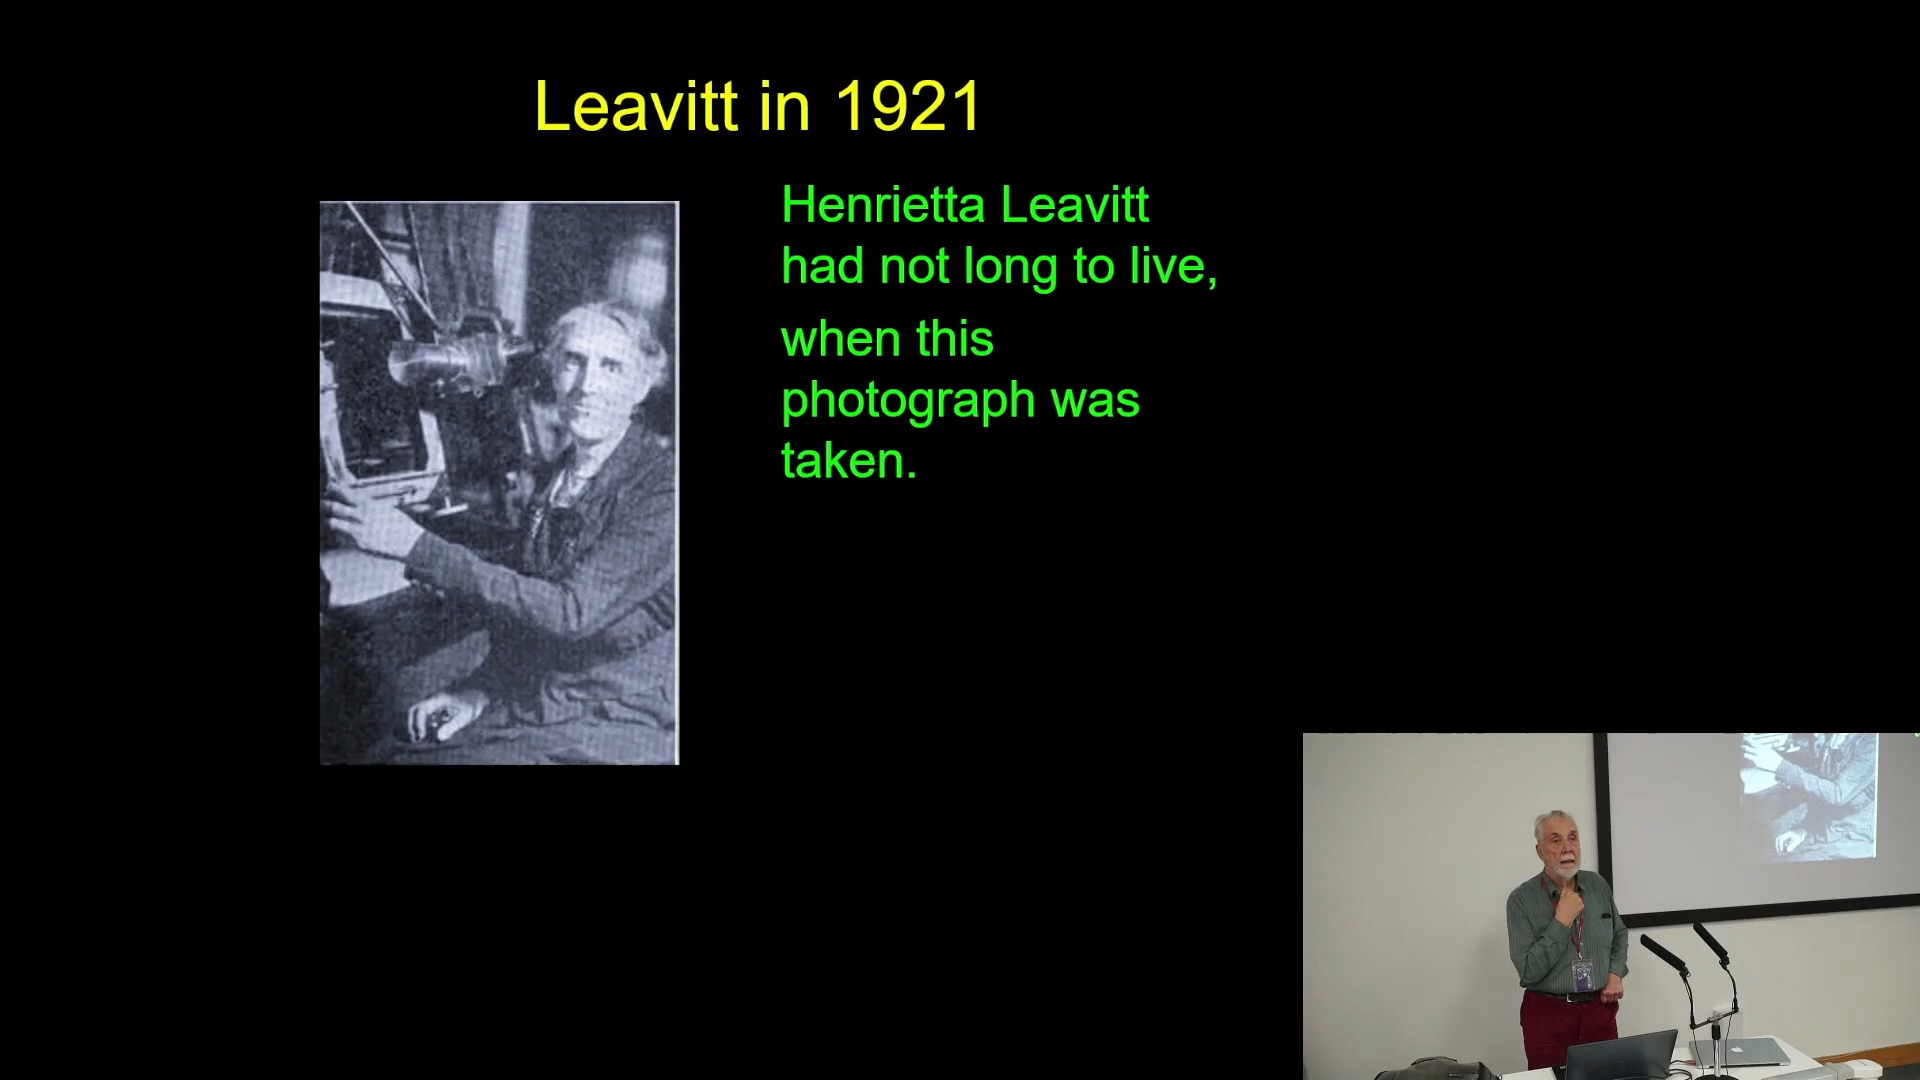 Leavitt in 1921
Henrietta Leavitt
had not long to live,
when this
photograph was
taken.